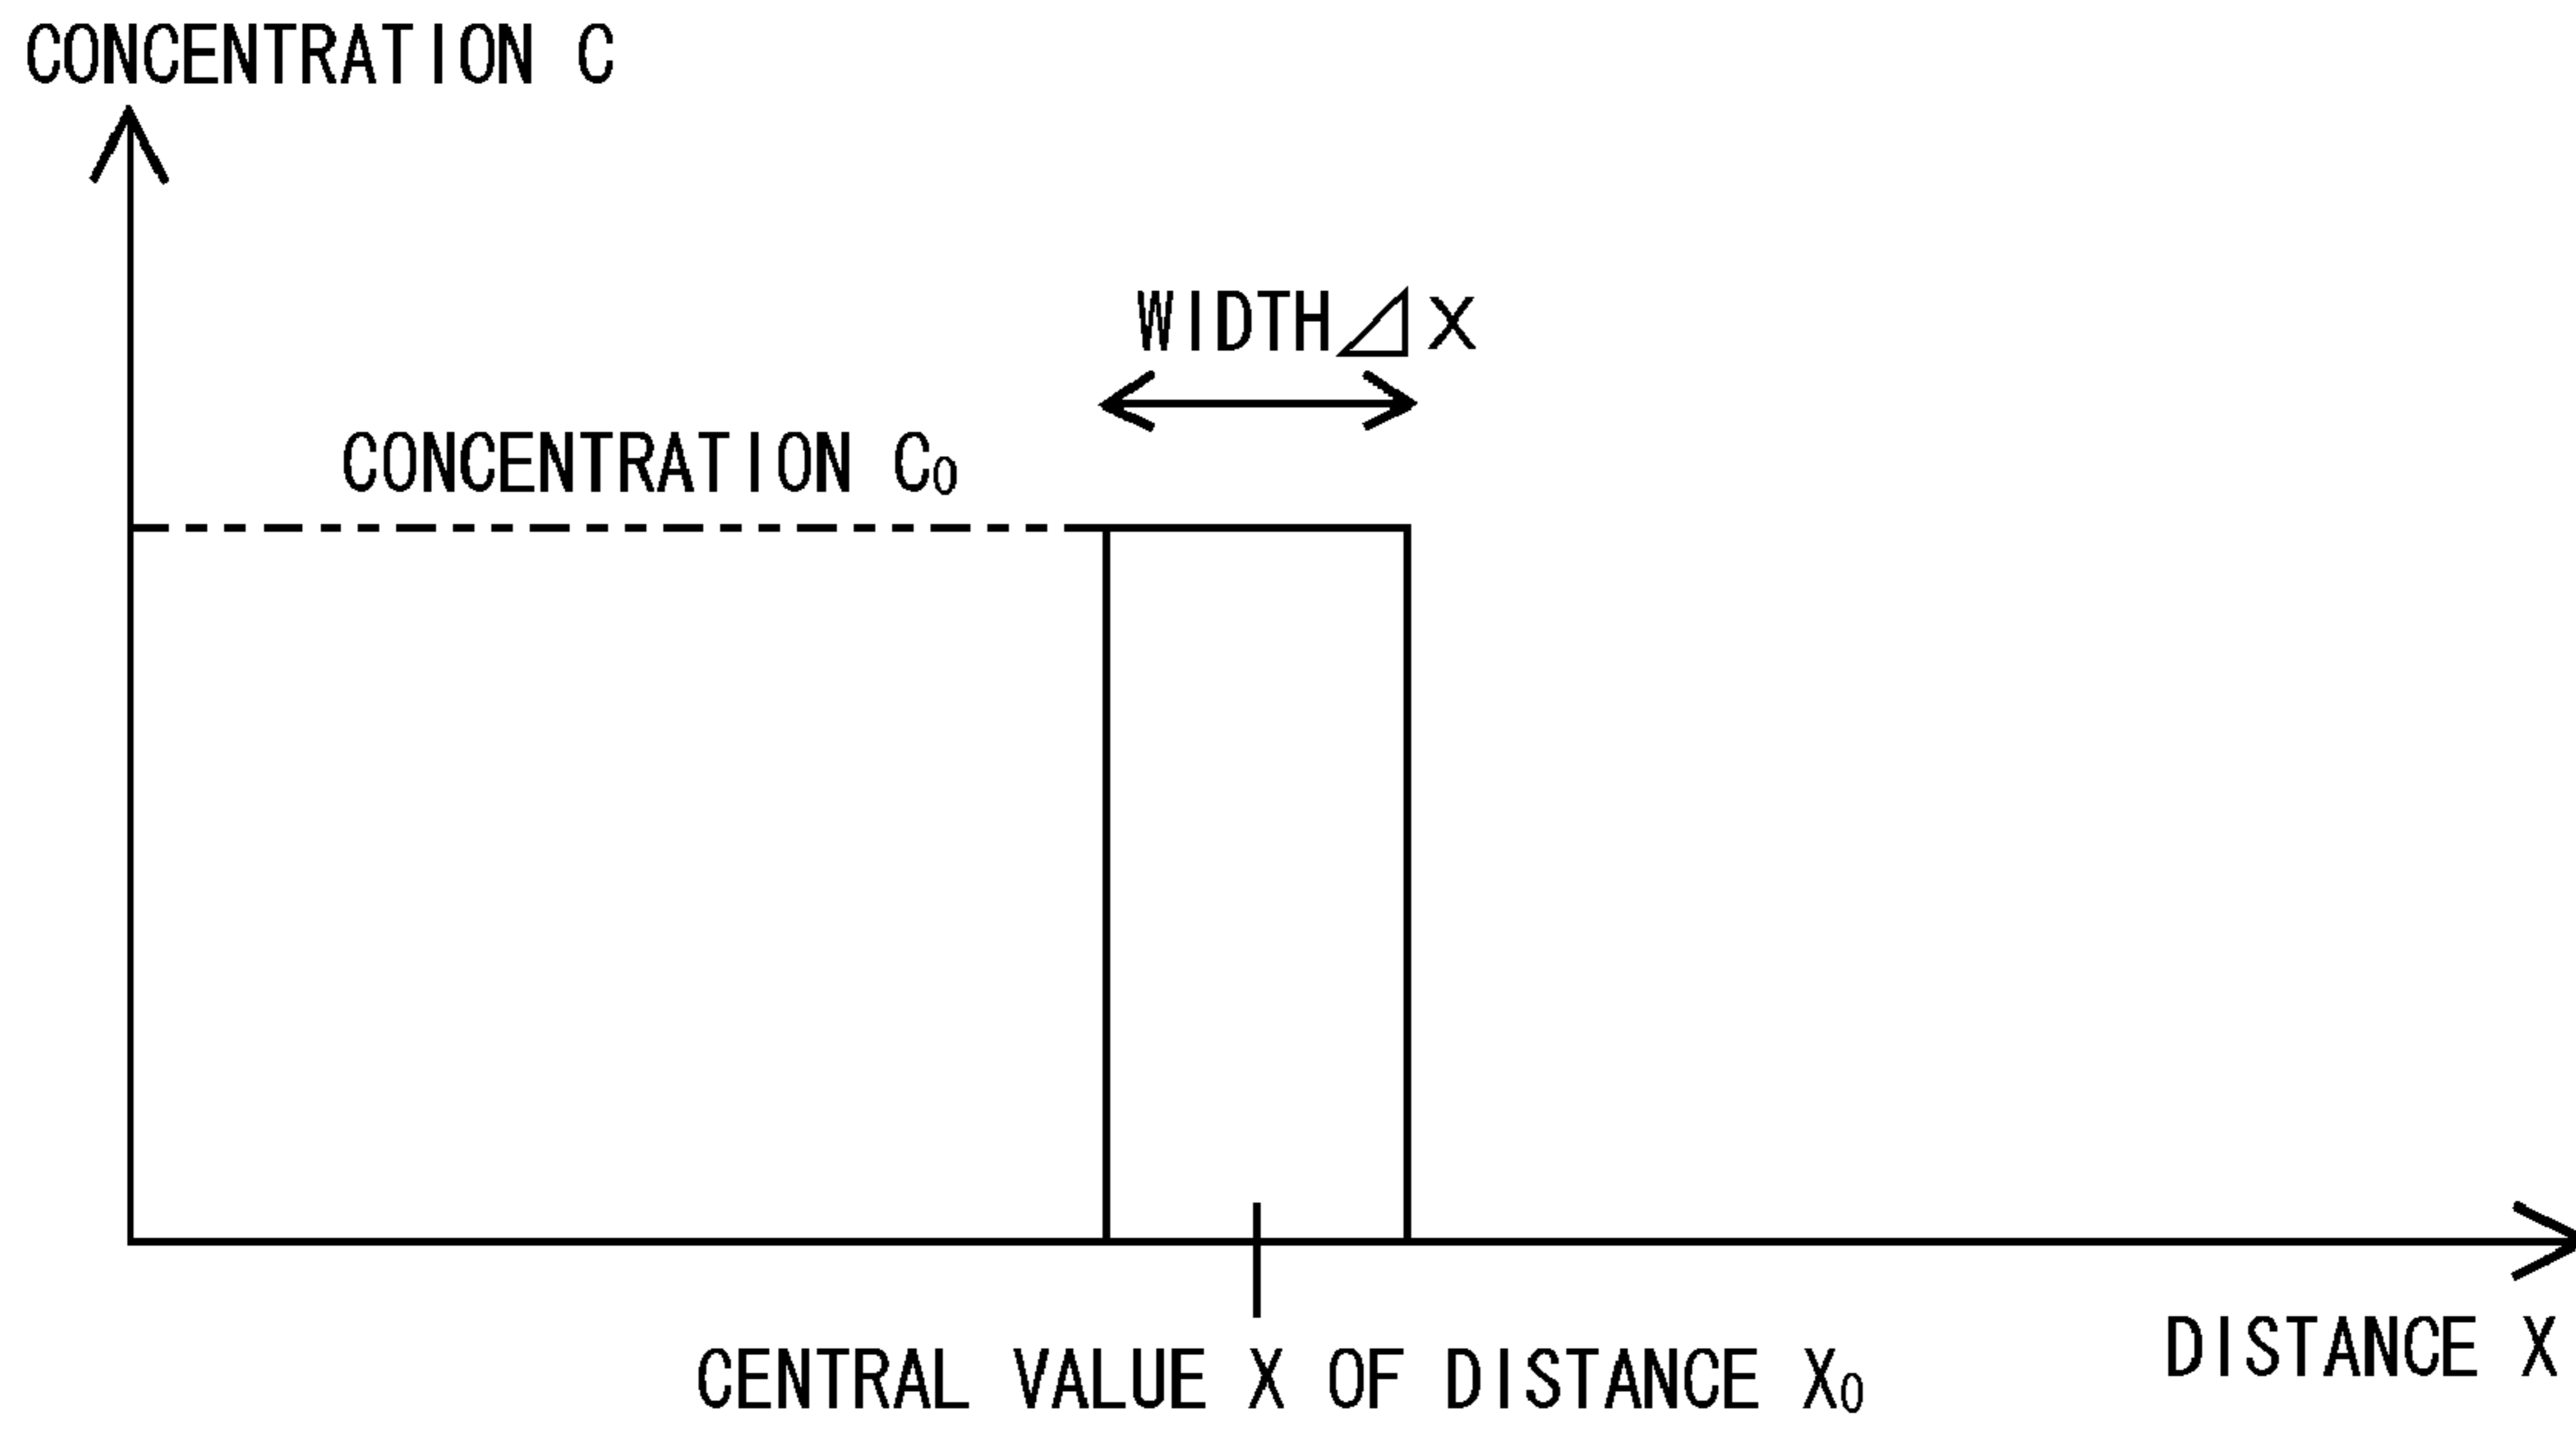 CONCENTRATION C
WIDTH⊿X
CONCENTRATION C₀
DISTANCE X
CENTRAL VALUE X OF DISTANCE X₀